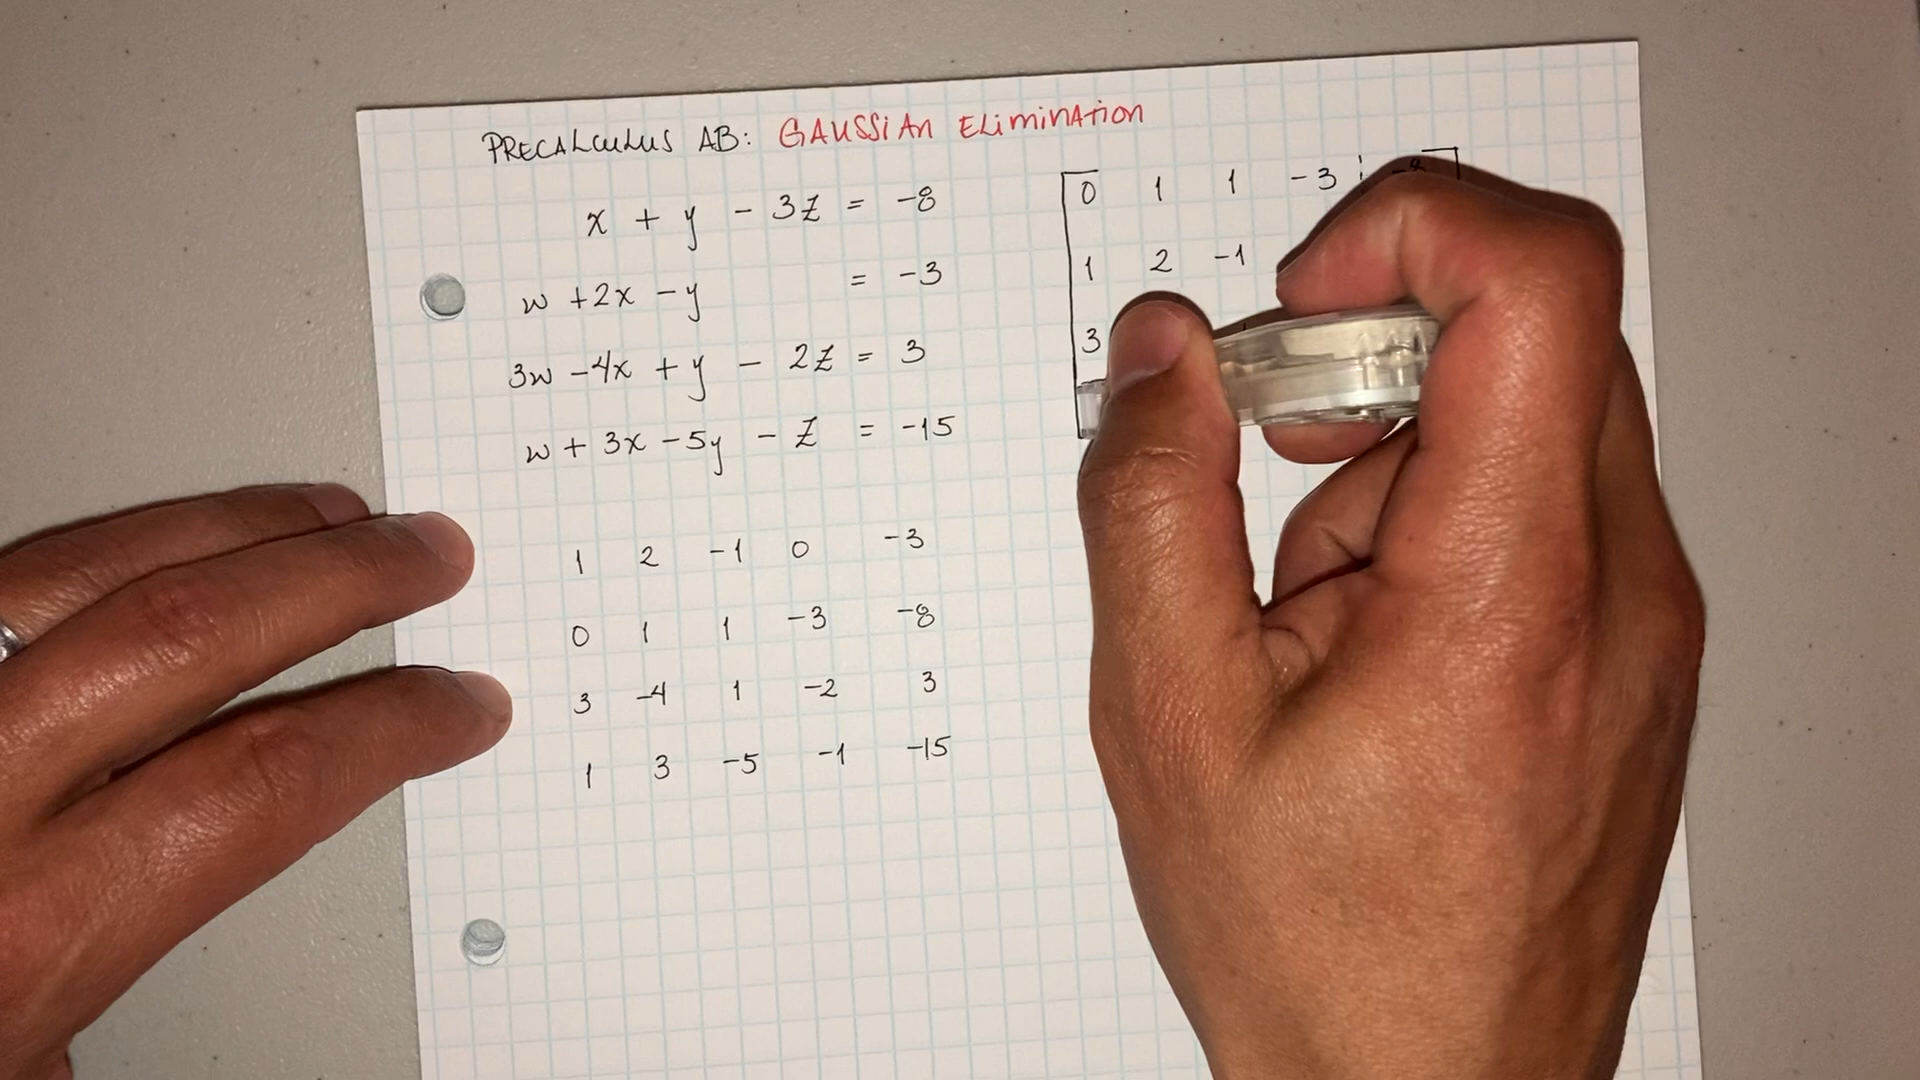 PRECALCULUS AB: GAUSSIAN ELIMINATION
x + y - 3z = -8
w + 2x - y = -3
3w - 4x + y - 2z = 3
w + 3x - 5y - z = -15
1 2 -1 0 -3
0 1 1 -3 -8
3 -4 1 -2 3
1 3 -5 -1 -15
0 1 1 -3 -8
1 2 -1
3